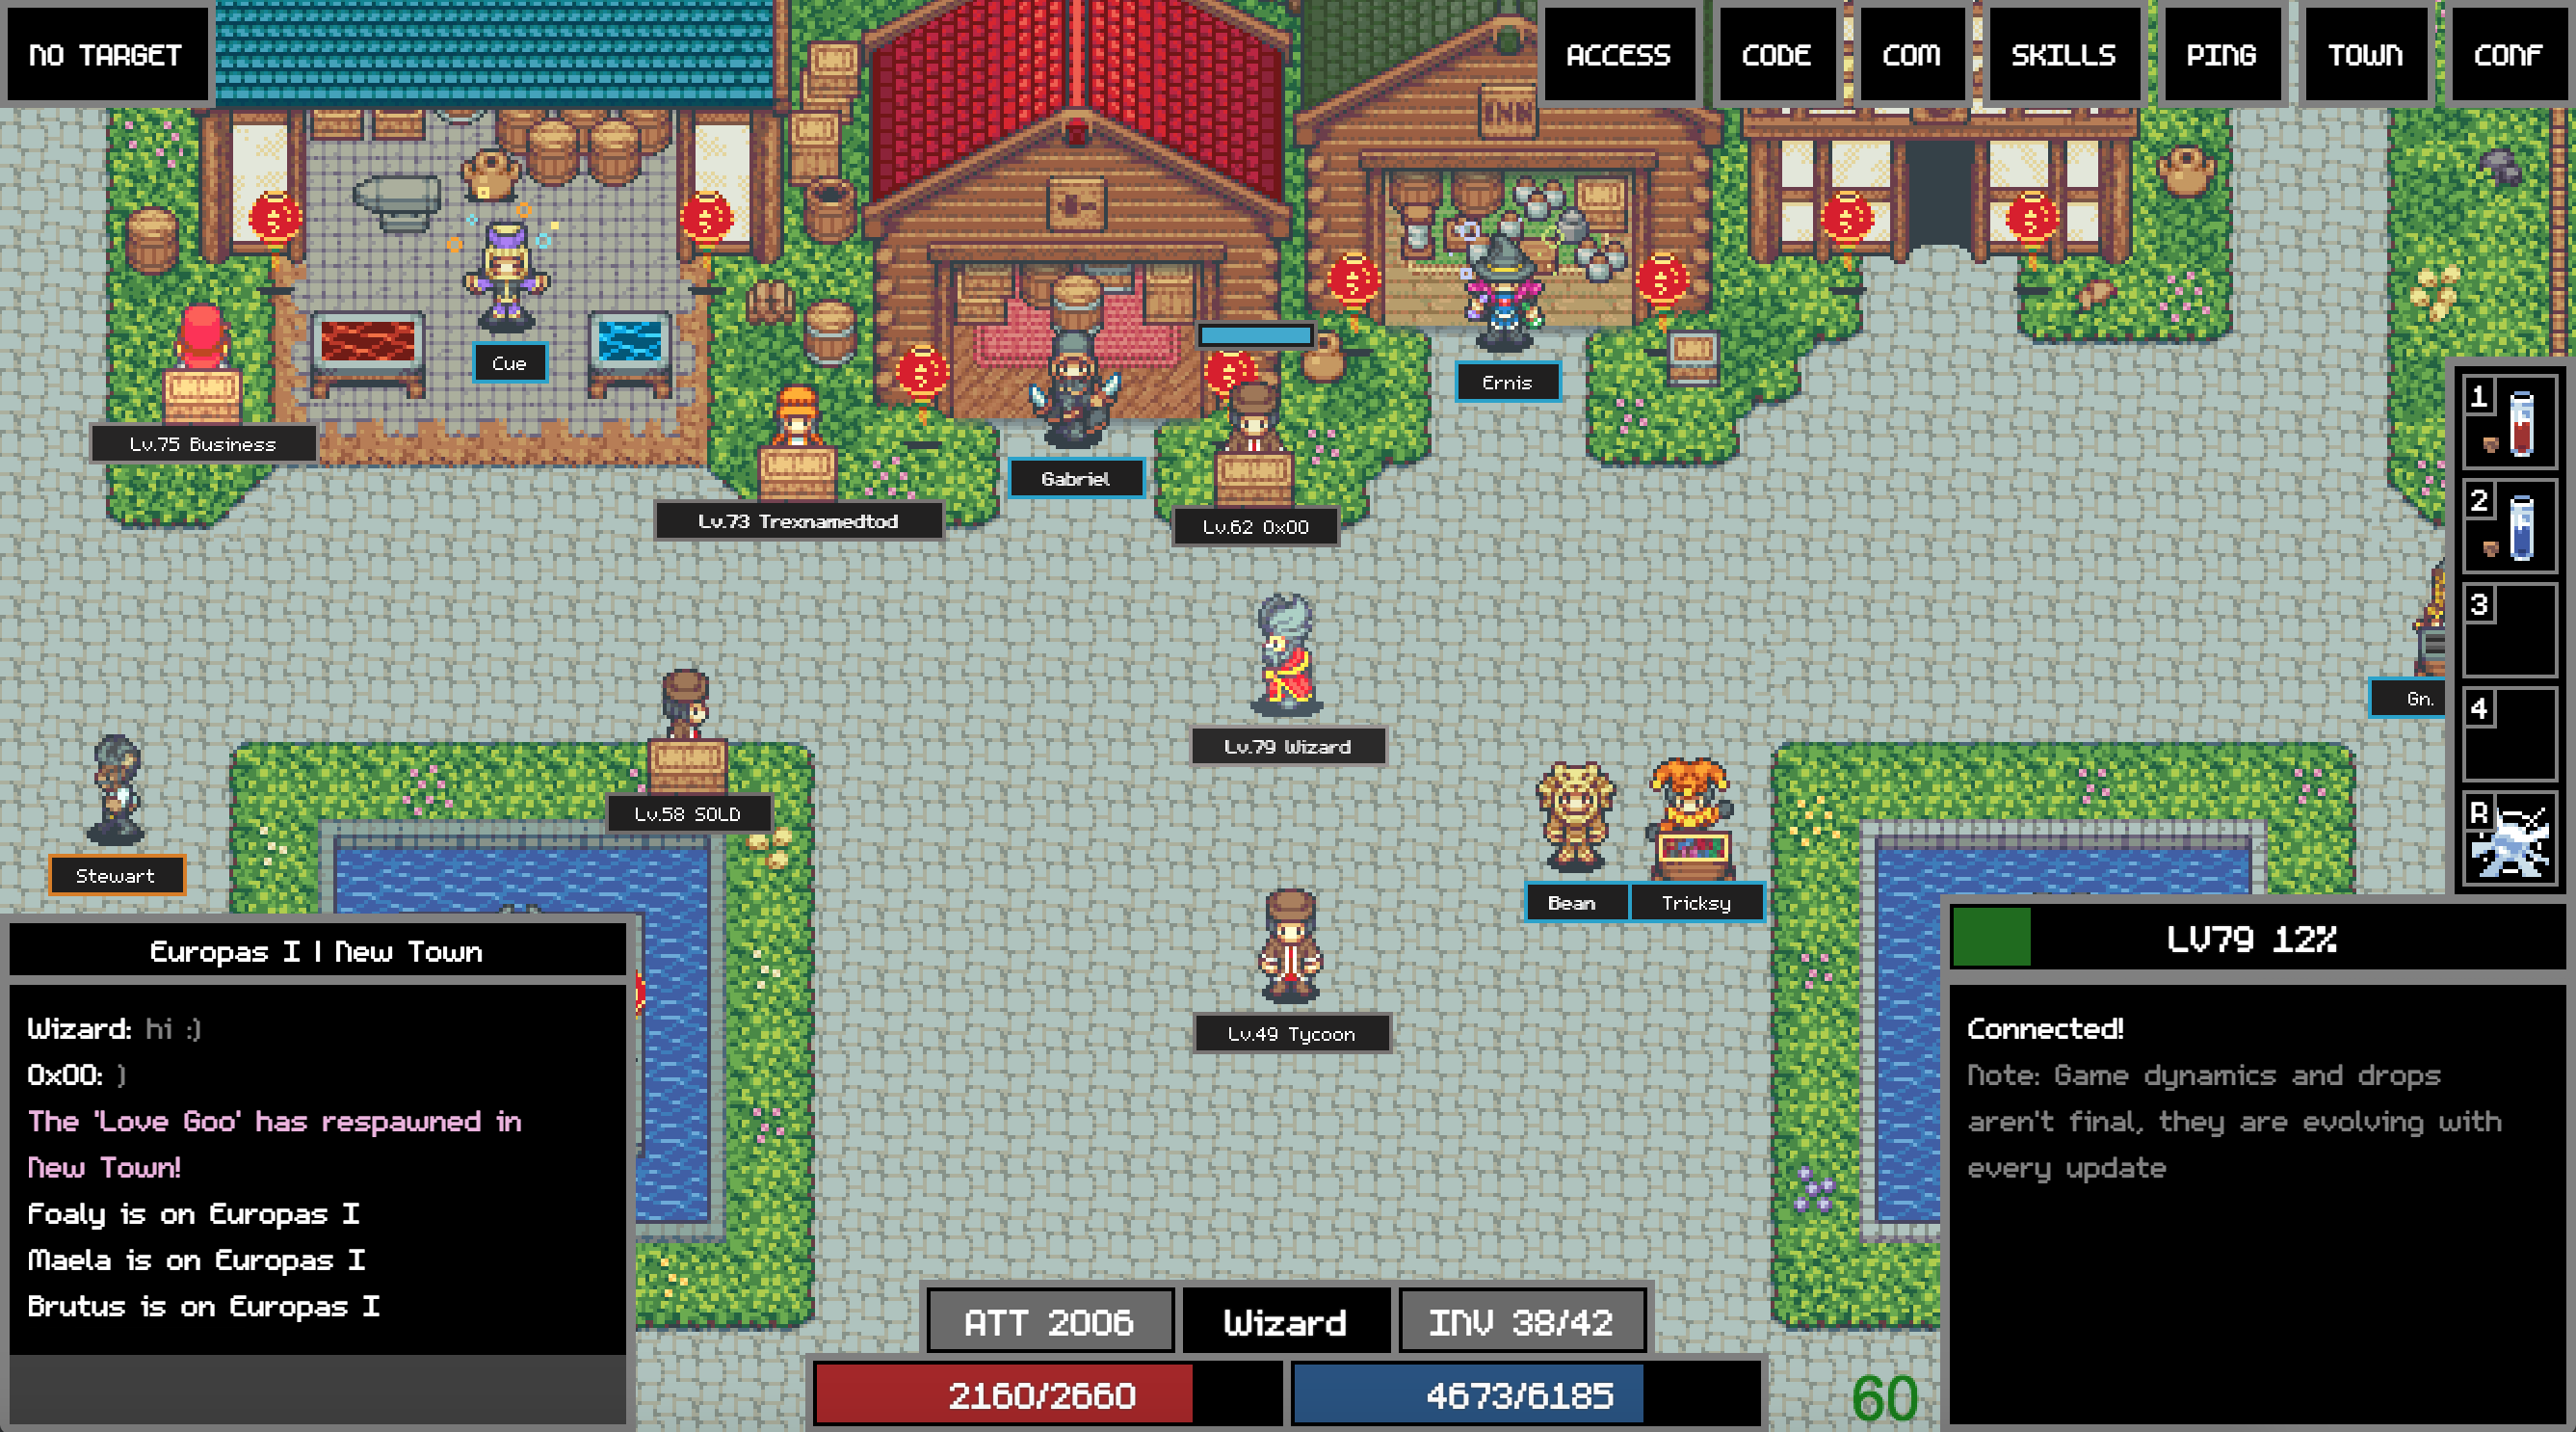 NO TARGET
ACCESS
CODE
COM
SKILLS
PING
TOWN
CONF
INN
Cue
Ernis
Lv.75 Business
Gabriel
Lv.73 Trexnamedtod
Lv.62 0x00
1
2
3
4
R
Gn.
Lv.79 Wizard
Lv.58 SOLD
Stewart
Bean
Tricksy
Lv.49 Tycoon
Europas I | New Town
Wizard: hi :)
0x00: )
The 'Love Goo' has respawned in
New Town!
Foaly is on Europas I
Maela is on Europas I
Brutus is on Europas I
LV79 12%
Connected!
Note: Game dynamics and drops
aren't final, they are evolving with
every update
ATT 2006
Wizard
INV 38/42
2160/2660
4673/6185
60